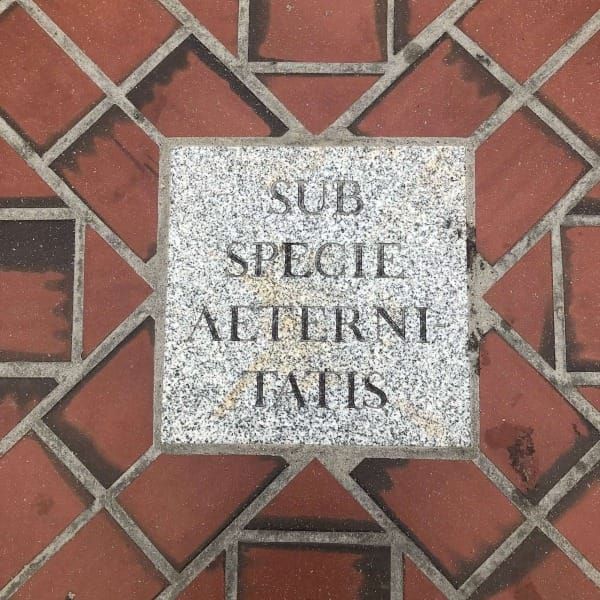 SUB
SPECIE
AETERNI-
TATIS